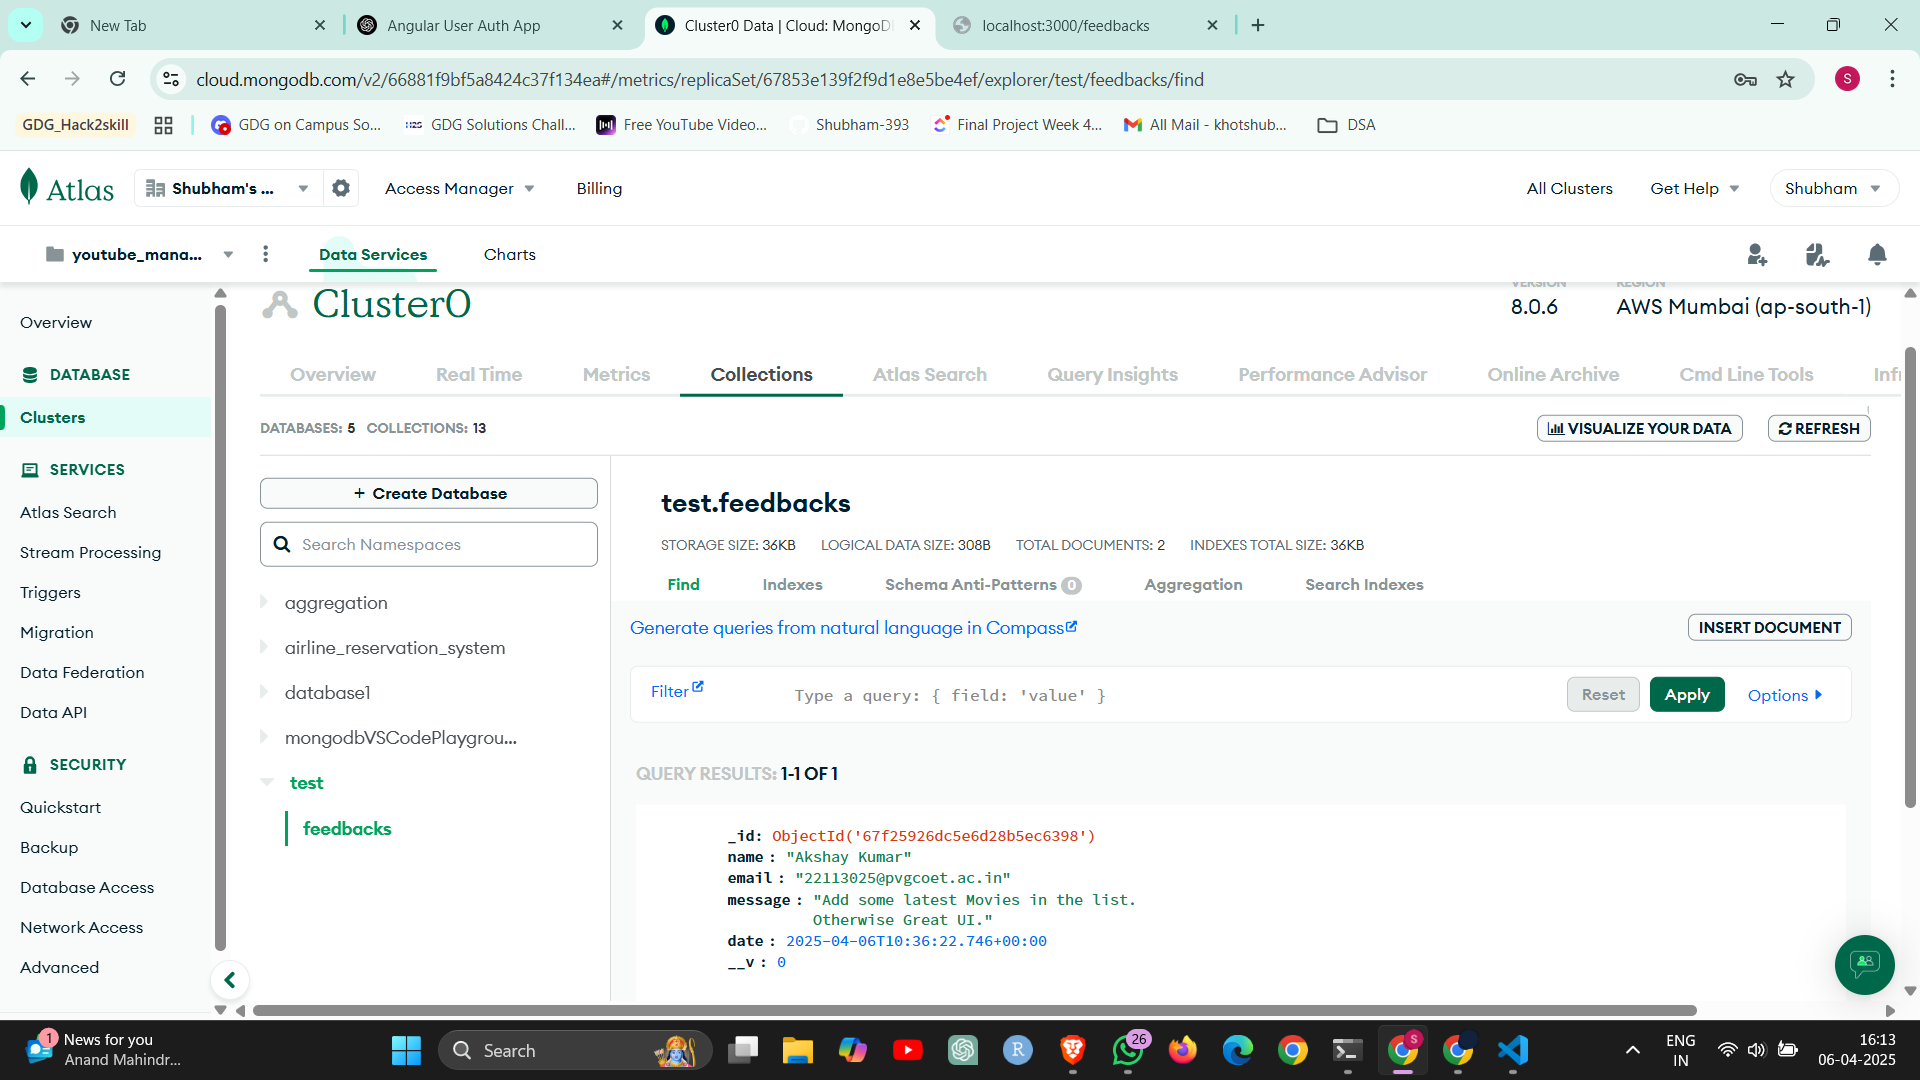 New Tab
Angular User Auth App
Cluster0 Data | Cloud: MongoD
localhost:3000/feedbacks
cloud.mongodb.com/v2/66881f9bf5a8424c37f134ea#/metrics/replicaSet/67853e139f2f9d1e8e5be4ef/explorer/test/feedbacks/find
S
GDG_Hack2skill
GDG on Campus So...
H2S
GDG Solutions Chall...
Free YouTube Video...
Shubham-393
Final Project Week 4...
All Mail - khotshub...
DSA
Atlas
Shubham's ...
Access Manager
Billing
All Clusters
Get Help
Shubham
youtube_mana...
Data Services
Charts
Overview
DATABASE
Clusters
SERVICES
Atlas Search
Stream Processing
Triggers
Migration
Data Federation
Data API
SECURITY
Quickstart
Backup
Database Access
Network Access
Advanced
Cluster0
VERSION
8.0.6
REGION
AWS Mumbai (ap-south-1)
Overview
Real Time
Metrics
Collections
Atlas Search
Query Insights
Performance Advisor
Online Archive
Cmd Line Tools
Infr
DATABASES: 5 COLLECTIONS: 13
VISUALIZE YOUR DATA
REFRESH
+ Create Database
Search Namespaces
aggregation
airline_reservation_system
database1
mongodbVSCodePlaygrou...
test
feedbacks
test.feedbacks
STORAGE SIZE: 36KB LOGICAL DATA SIZE: 308B TOTAL DOCUMENTS: 2 INDEXES TOTAL SIZE: 36KB
Find
Indexes
Schema Anti-Patterns 0
Aggregation
Search Indexes
Generate queries from natural language in Compass
INSERT DOCUMENT
Filter
Type a query: { field: 'value' }
Reset
Apply
Options
QUERY RESULTS: 1-1 OF 1
_id: ObjectId('67f25926dc5e6d28b5ec6398')
name : "Akshay Kumar"
email : "22113025@pvgcoet.ac.in"
message : "Add some latest Movies in the list.
Otherwise Great UI."
date : 2025-04-06T10:36:22.746+00:00
__v : 0
1
News for you
Anand Mahindr...
Search
R
26
S
ENG
IN
16:13
06-04-2025